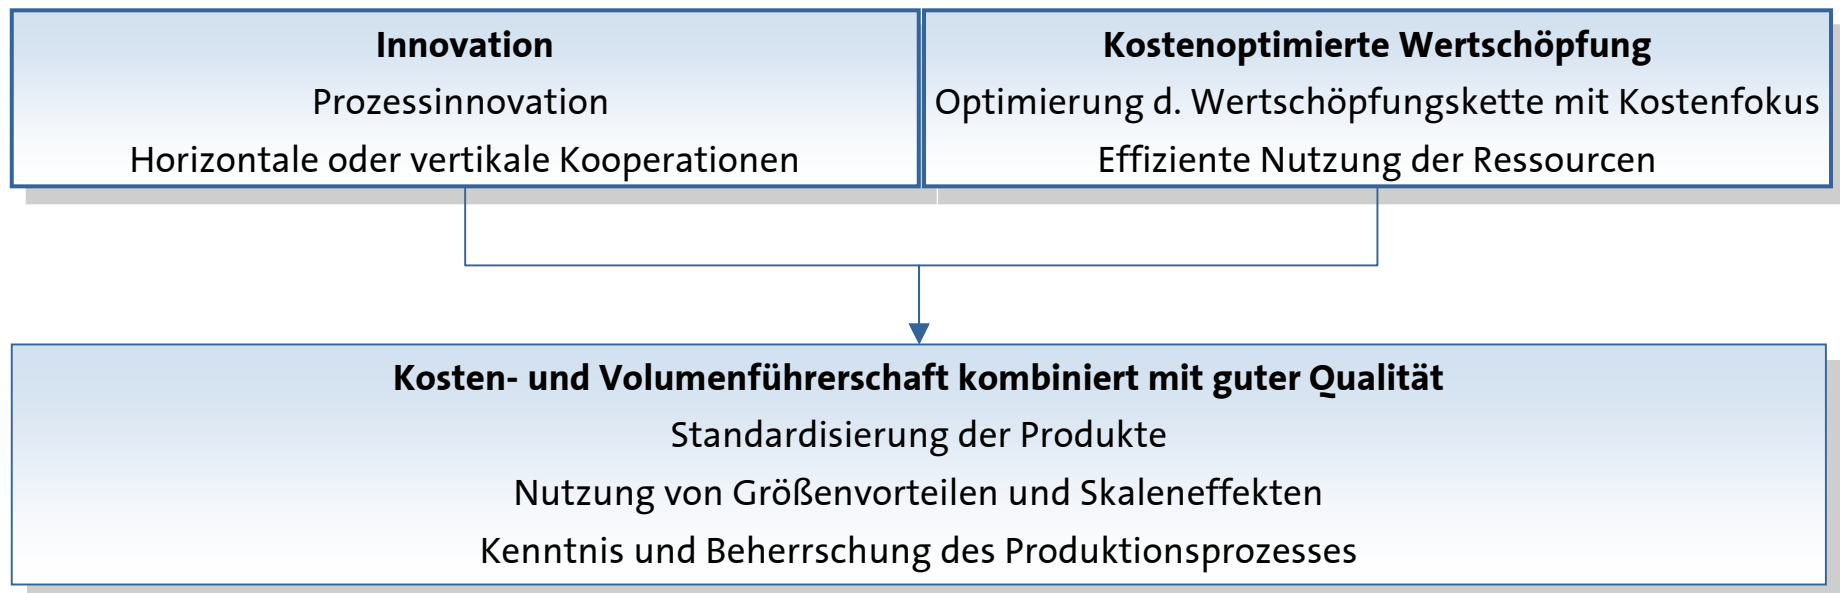 Innovation
Prozessinnovation
Horizontale oder vertikale Kooperationen
Kostenoptimierte Wertschöpfung
Optimierung d. Wertschöpfungskette mit Kostenfokus
Effiziente Nutzung der Ressourcen
Kosten- und Volumenführerschaft kombiniert mit guter Qualität
Standardisierung der Produkte
Nutzung von Größenvorteilen und Skaleneffekten
Kenntnis und Beherrschung des Produktionsprozesses